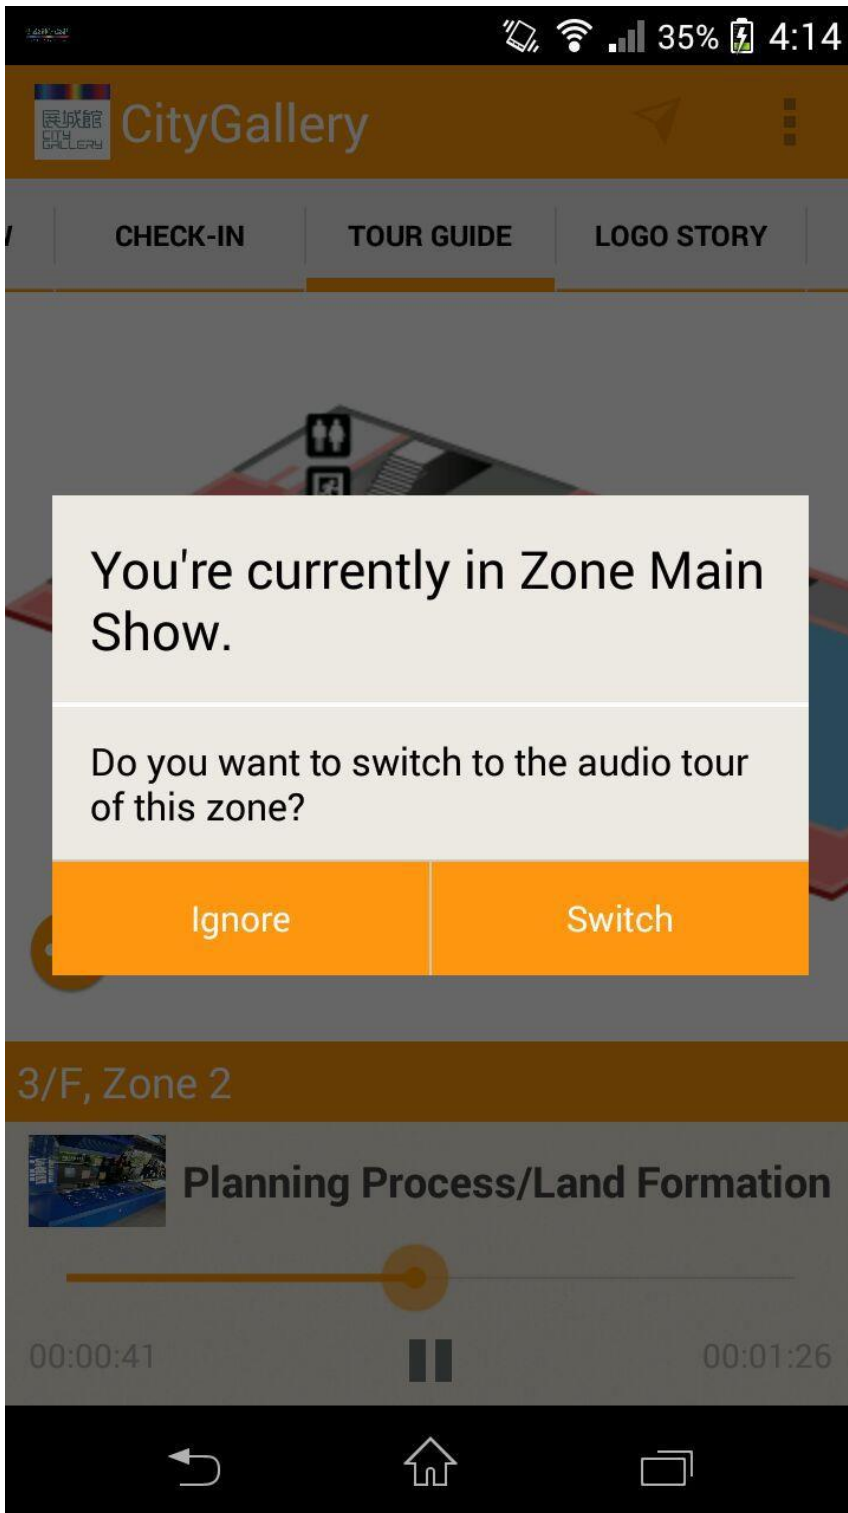 35% 4:14
展城館
CITY
GALLERY
CityGallery
CHECK-IN TOUR GUIDE LOGO STORY
You're currently in Zone Main
Show.
Do you want to switch to the audio tour
of this zone?
Ignore Switch
3/F, Zone 2
Planning Process/Land Formation
00:00:41 00:01:26